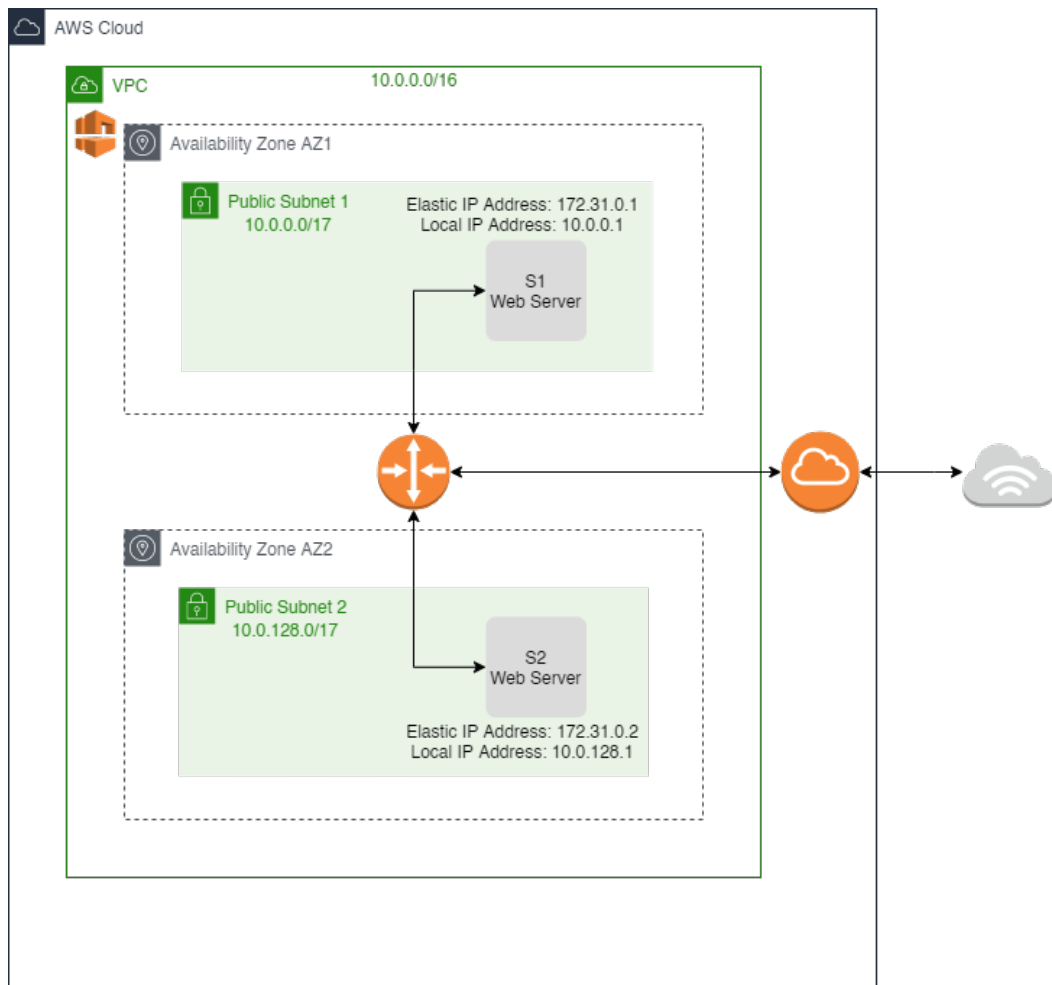 AWS Cloud
VPC
10.0.0.0/16
Availability Zone AZ1
Public Subnet 1
10.0.0.0/17
Elastic IP Address: 172.31.0.1
Local IP Address: 10.0.0.1
S1
Web Server
Availability Zone AZ2
Public Subnet 2
10.0.128.0/17
S2
Web Server
Elastic IP Address: 172.31.0.2
Local IP Address: 10.0.128.1